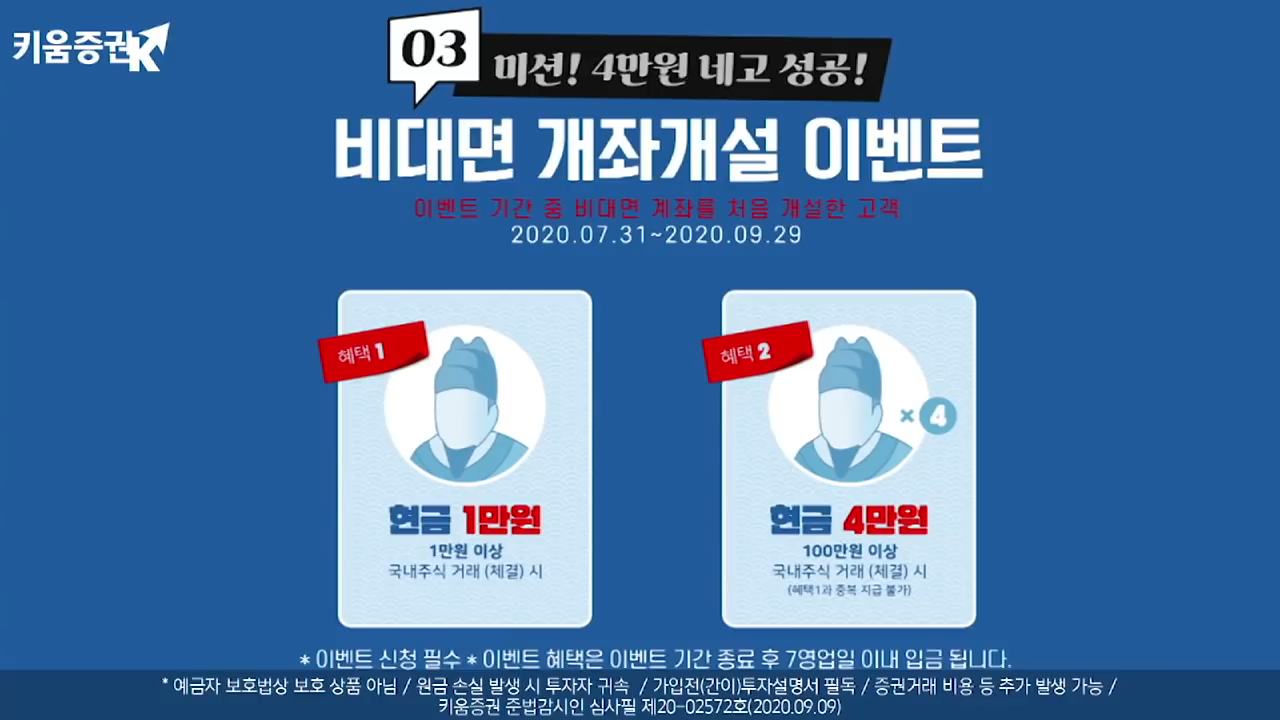 키움증권
03
미션! 4만원 네고 성공!
비대면 개좌개설 이벤트
이벤트 기간 중 비대면 계좌를 처음 개설한 고객
2020.07.31~2020.09.29
혜택 1
현금 1만원
1만원 이상
국내주식 거래 (체결) 시
혜택 2
× 4
현금 4만원
100만원 이상
국내주식 거래 (체결) 시
(혜택1과 중복 지급 불가)
* 이벤트 신청 필수 * 이벤트 혜택은 이벤트 기간 종료 후 7영업일 이내 입금 됩니다.
* 예금자 보호법상 보호 상품 아님 / 원금 손실 발생 시 투자자 귀속 / 가입전(간이)투자설명서 필독 / 증권거래 비용 등 추가 발생 가능 /
키움증권 준법감시인 심사필 제20-02572호(2020.09.09)